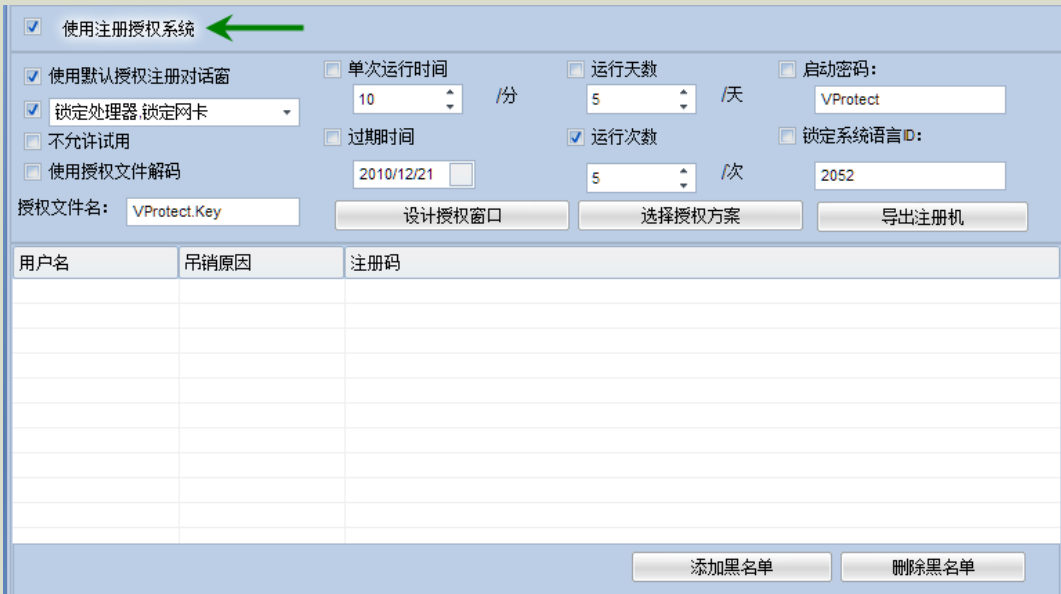 使用注册授权系统
使用默认授权注册对话窗
单次运行时间
运行天数
启动密码:
锁定处理器,锁定网卡
10
/分
5
/天
VProtect
不允许试用
过期时间
运行次数
锁定系统语言ID:
使用授权文件解码
2010/12/21
5
/次
2052
授权文件名:
VProtect.Key
设计授权窗口
选择授权方案
导出注册机
用户名
吊销原因
注册码
添加黑名单
删除黑名单